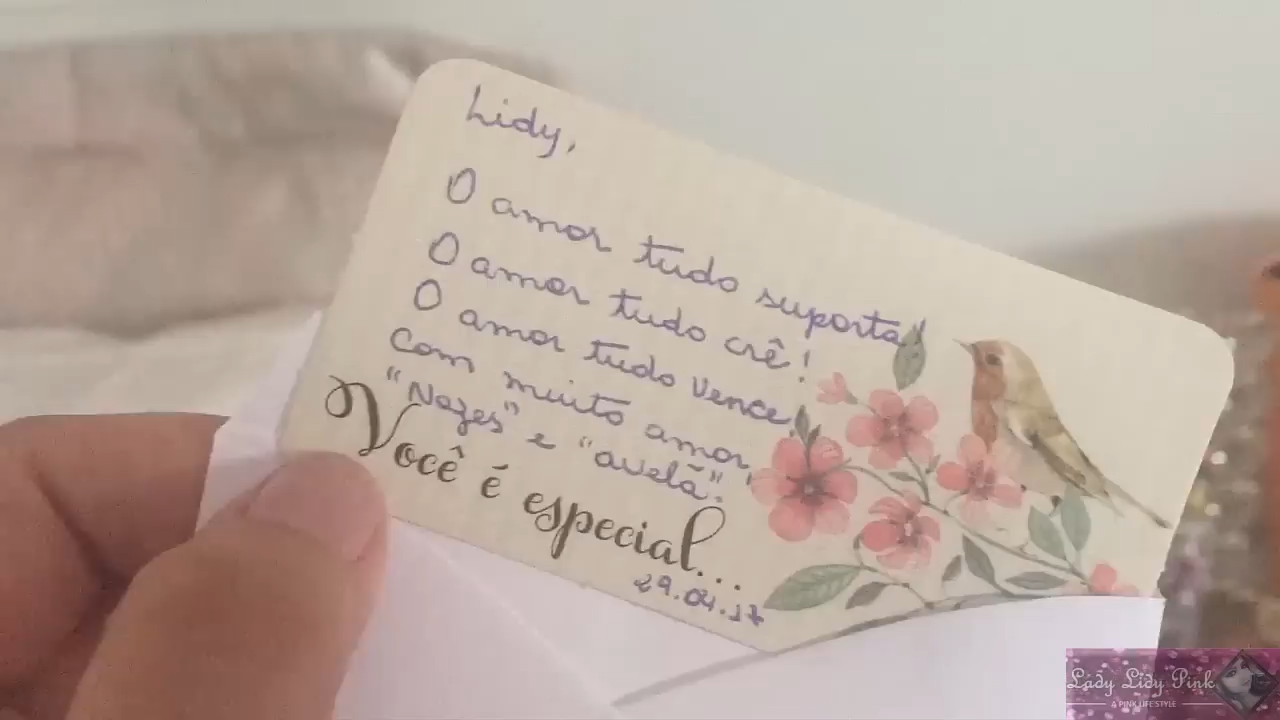 Lidy,
O amor tudo suporta!
O amor tudo crê!
O amor tudo vence!
Com muito amor,
"Nozes" e "avelã".
Você é especial...
29.04.17
Lady Lidy Pink
A PINK LIFESTYLE